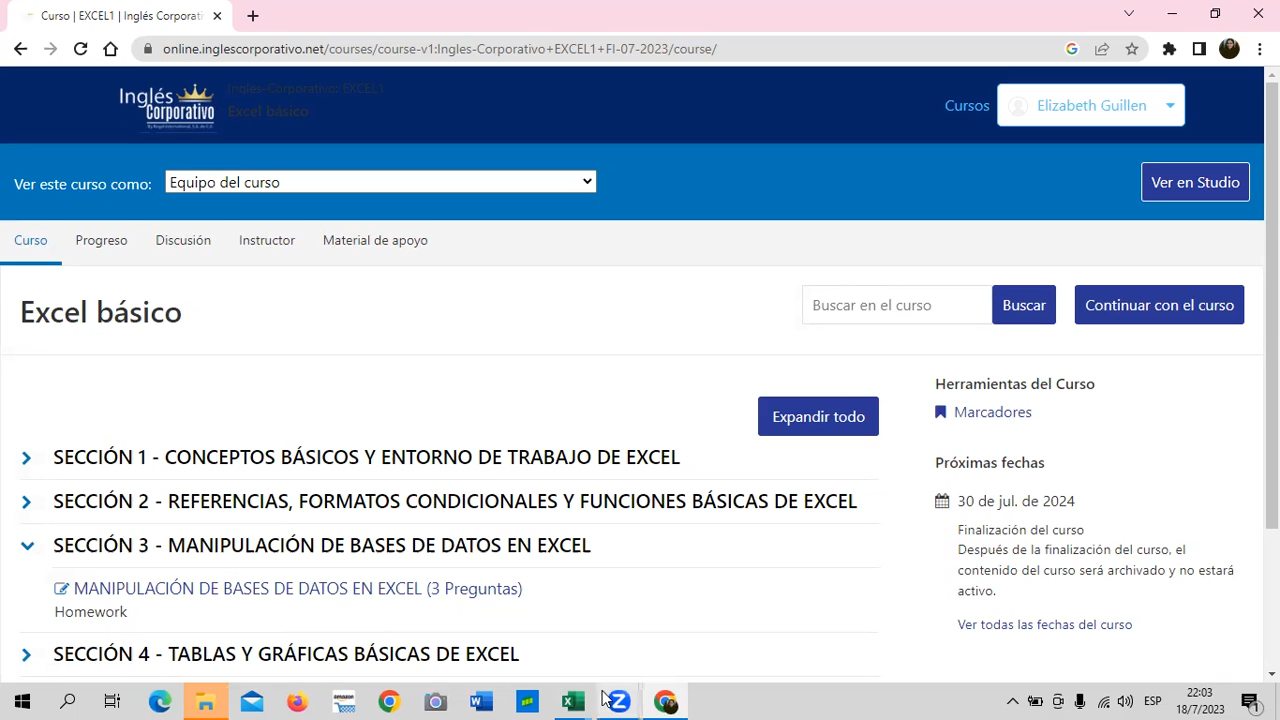 Curso | EXCEL1 | Inglés Corporati
online.inglescorporativo.net/courses/course-v1:Ingles-Corporativo+EXCEL1+FI-07-2023/course/
Inglés
Corporativo
Ingles-Corporativo: EXCEL1
Excel básico
Cursos
Elizabeth Guillen
Ver este curso como:
Equipo del curso
Ver en Studio
Curso
Progreso
Discusión
Instructor
Material de apoyo
Excel básico
Buscar en el curso
Buscar
Continuar con el curso
Herramientas del Curso
Marcadores
Expandir todo
SECCIÓN 1 - CONCEPTOS BÁSICOS Y ENTORNO DE TRABAJO DE EXCEL
SECCIÓN 2 - REFERENCIAS, FORMATOS CONDICIONALES Y FUNCIONES BÁSICAS DE EXCEL
SECCIÓN 3 - MANIPULACIÓN DE BASES DE DATOS EN EXCEL
MANIPULACIÓN DE BASES DE DATOS EN EXCEL (3 Preguntas)
Homework
SECCIÓN 4 - TABLAS Y GRÁFICAS BÁSICAS DE EXCEL
Próximas fechas
30 de jul. de 2024
Finalización del curso
Después de la finalización del curso, el
contenido del curso será archivado y no estará
activo.
Ver todas las fechas del curso
amazon
ESP
22:03
18/7/2023
1